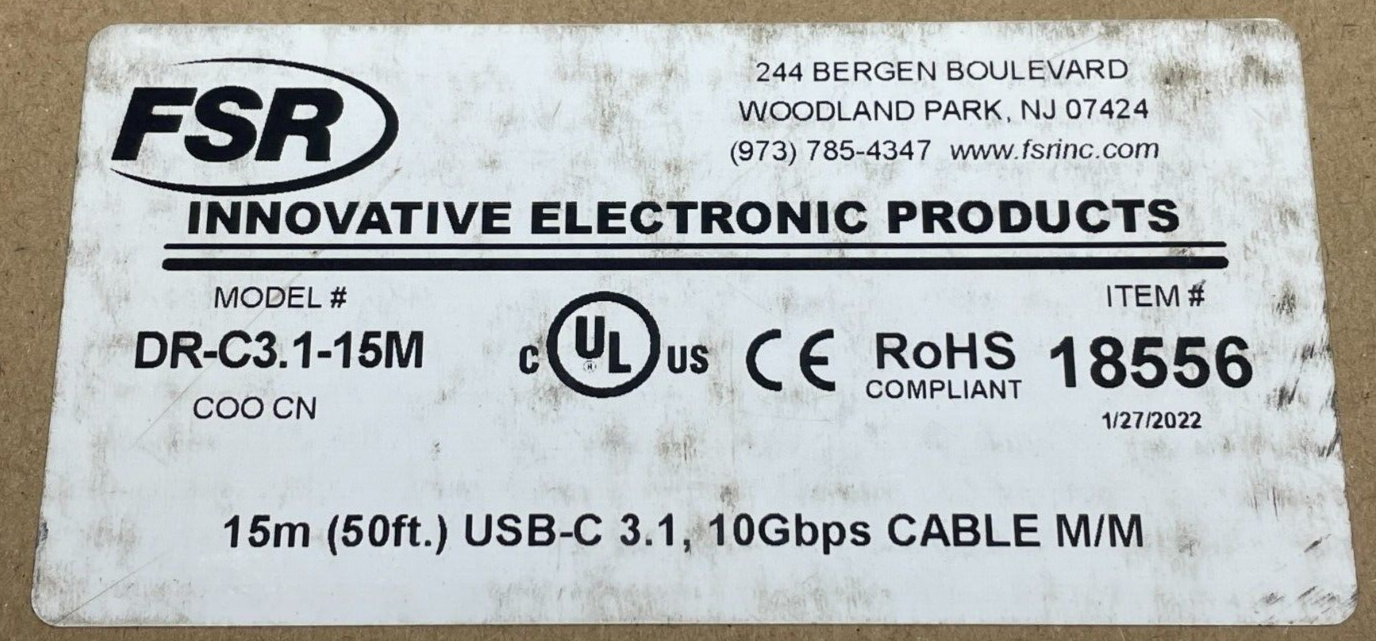 FSR
244 BERGEN BOULEVARD
WOODLAND PARK, NJ 07424
(973) 785-4347 www.fsrinc.com
INNOVATIVE ELECTRONIC PRODUCTS
MODEL #
ITEM #
DR-C3.1-15M
C UL US CE RoHS
COMPLIANT
18556
COO CN
1/27/2022
15m (50ft.) USB-C 3.1, 10Gbps CABLE M/M